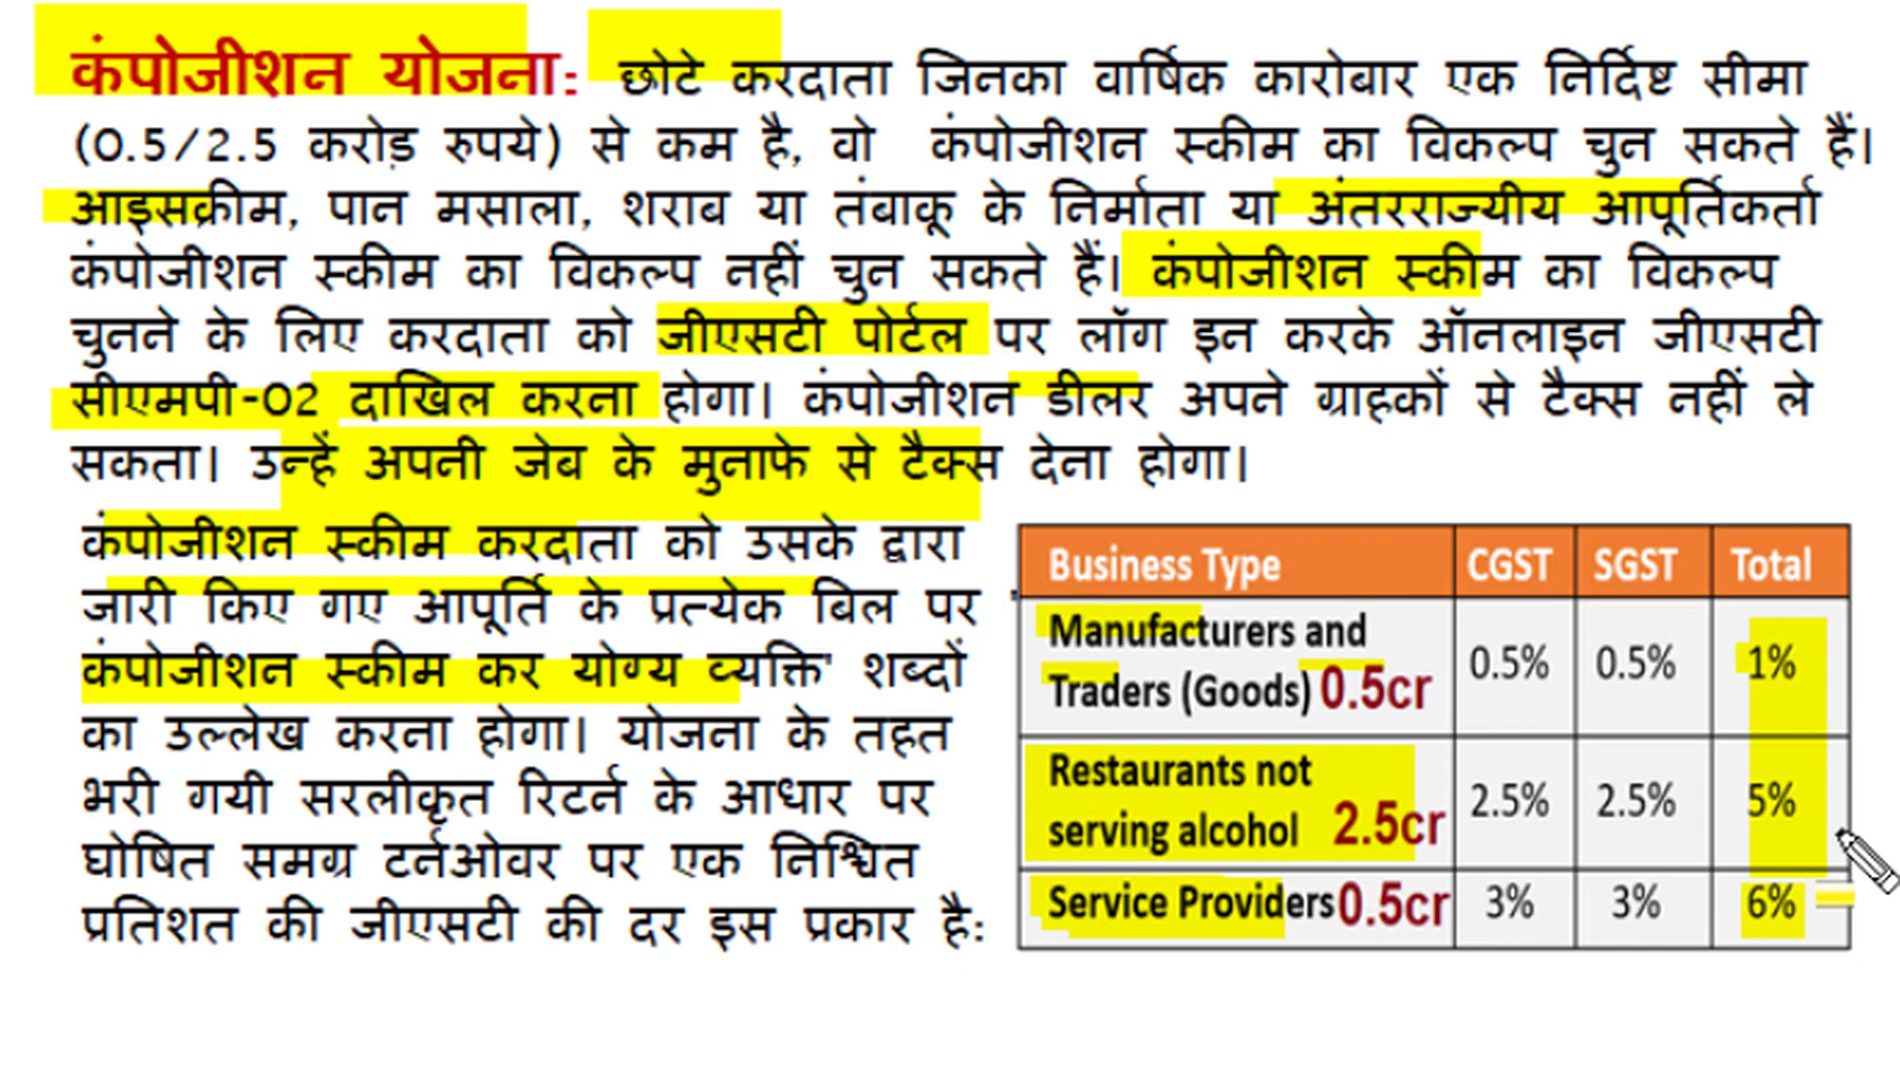 कंपोजीशन योजना: छोटे करदाता जिनका वार्षिक कारोबार एक निर्दिष्ट सीमा
(0.5/2.5 करोड़ रुपये) से कम है, वो कंपोजीशन स्कीम का विकल्प चुन सकते हैं।
आइसक्रीम, पान मसाला, शराब या तंबाकू के निर्माता या अंतरराज्यीय आपूर्तिकर्ता
कंपोजीशन स्कीम का विकल्प नहीं चुन सकते हैं। कंपोजीशन स्कीम का विकल्प
चुनने के लिए करदाता को जीएसटी पोर्टल पर लॉग इन करके ऑनलाइन जीएसटी
सीएमपी-02 दाखिल करना होगा। कंपोजीशन डीलर अपने ग्राहकों से टैक्स नहीं ले
सकता। उन्हें अपनी जेब के मुनाफे से टैक्स देना होगा।
कंपोजीशन स्कीम करदाता को उसके द्वारा
जारी किए गए आपूर्ति के प्रत्येक बिल पर '
कंपोजीशन स्कीम कर योग्य व्यक्ति' शब्दों
का उल्लेख करना होगा। योजना के तहत
भरी गयी सरलीकृत रिटर्न के आधार पर
घोषित समग्र टर्नओवर पर एक निश्चित
प्रतिशत की जीएसटी की दर इस प्रकार है:
Business Type CGST SGST Total
Manufacturers and
Traders (Goods) 0.5cr 0.5% 0.5% 1%
Restaurants not
serving alcohol 2.5cr 2.5% 2.5% 5%
Service Providers 0.5cr 3% 3% 6%